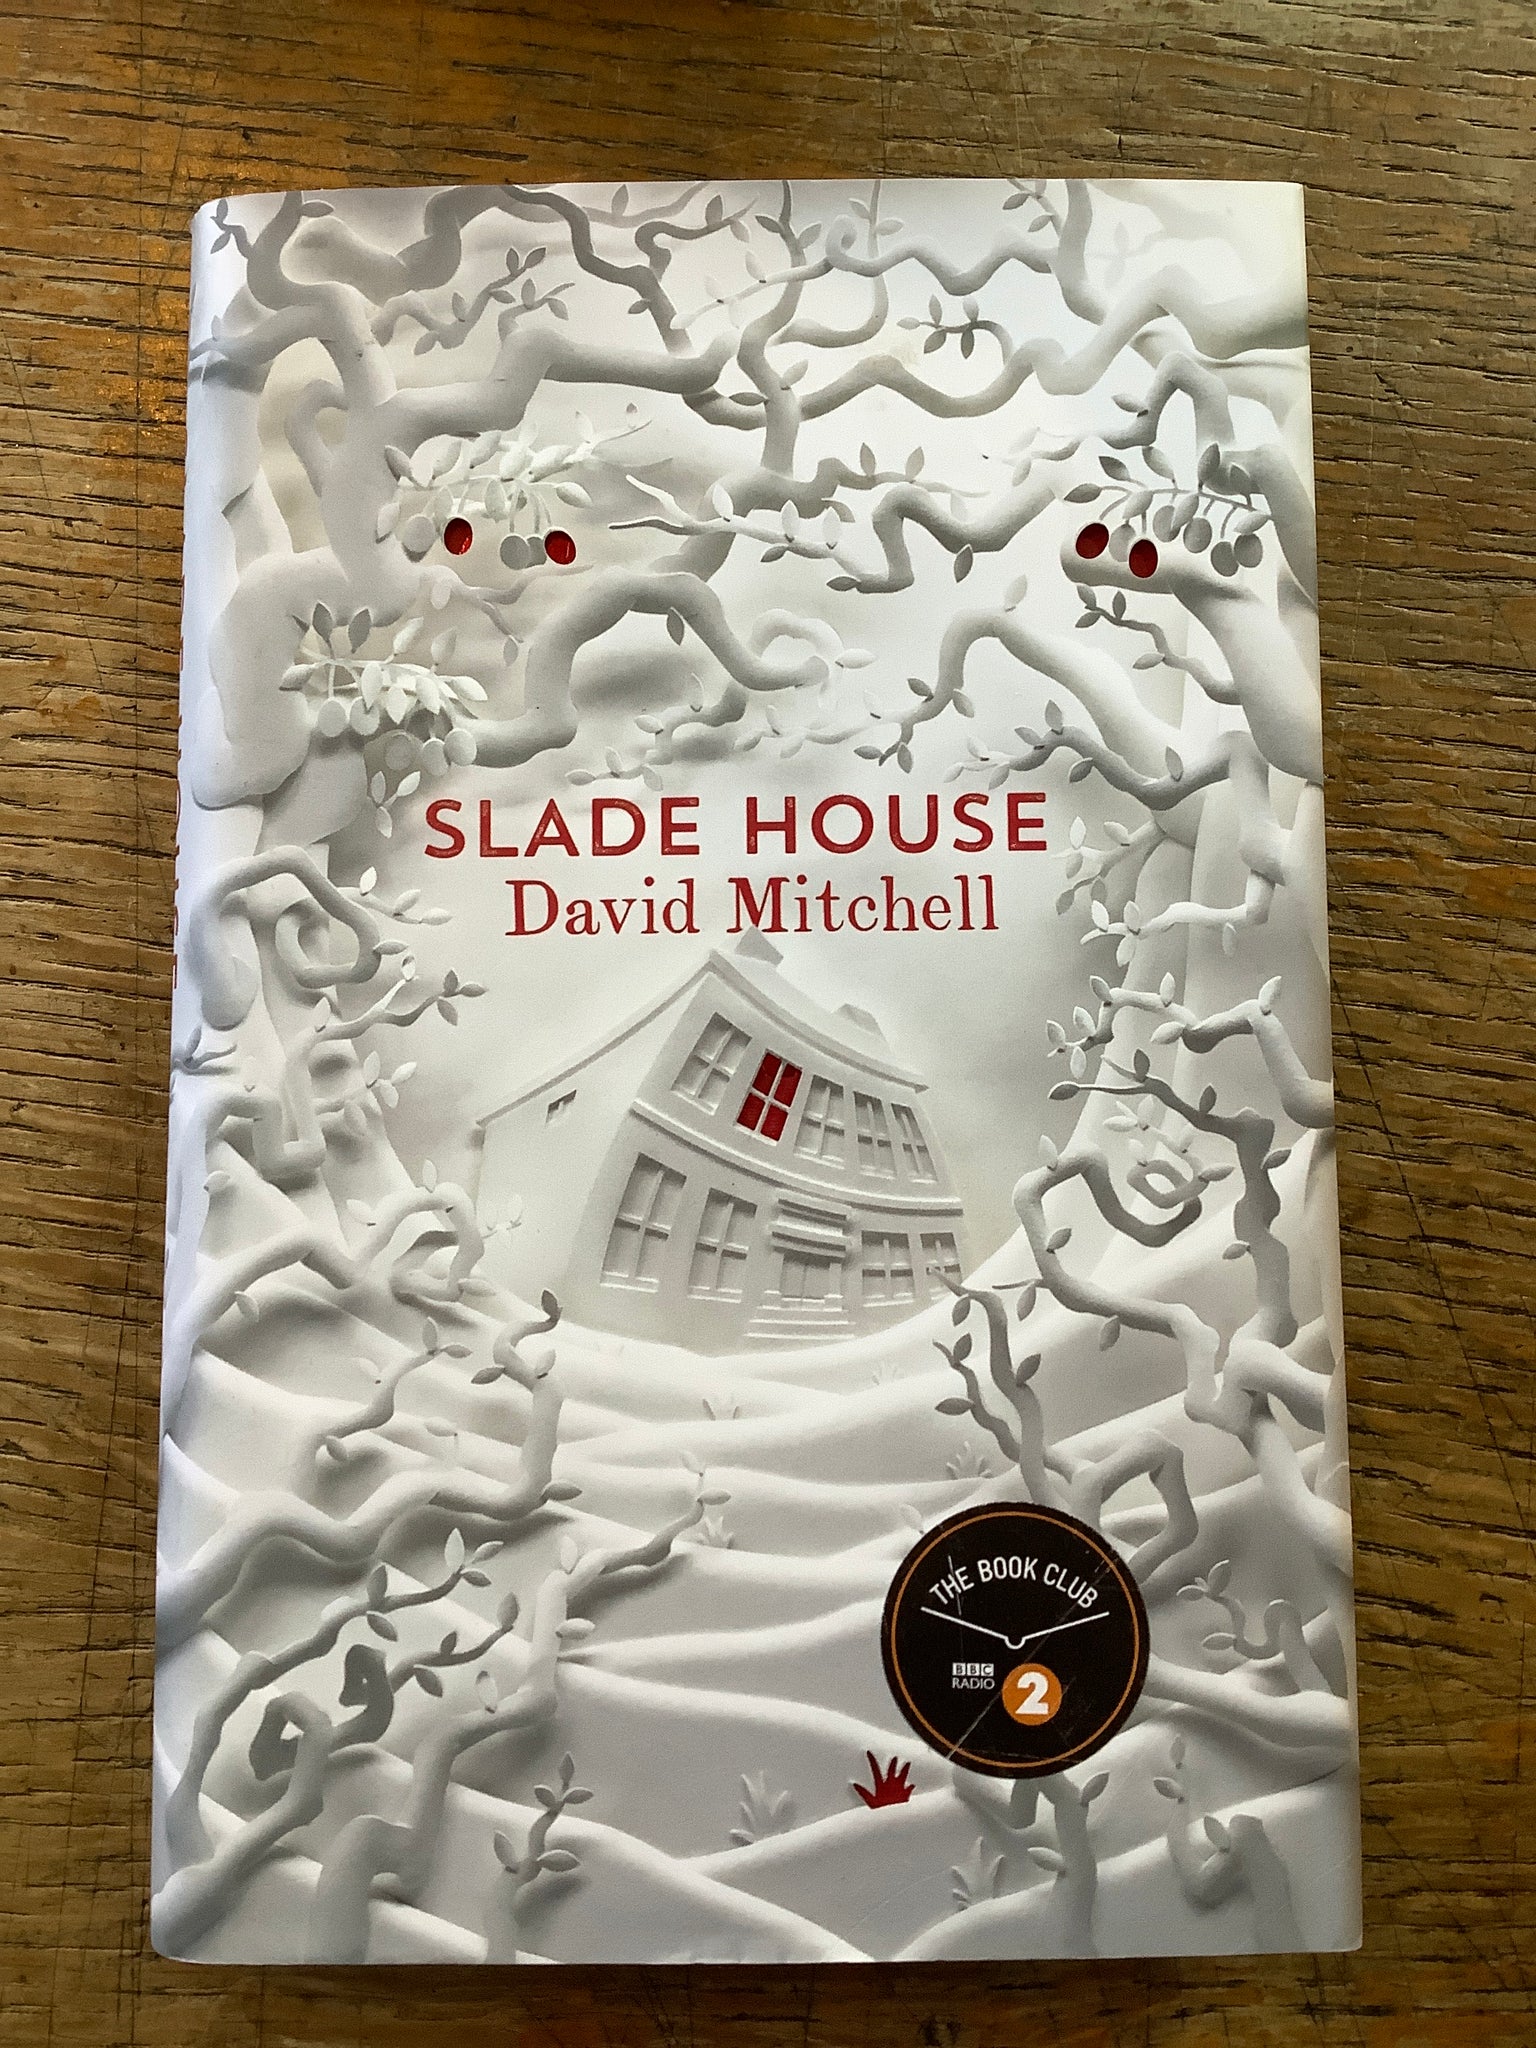 SLADE HOUSE
David Mitchell
THE BOOK CLUB
BBC
RADIO
2